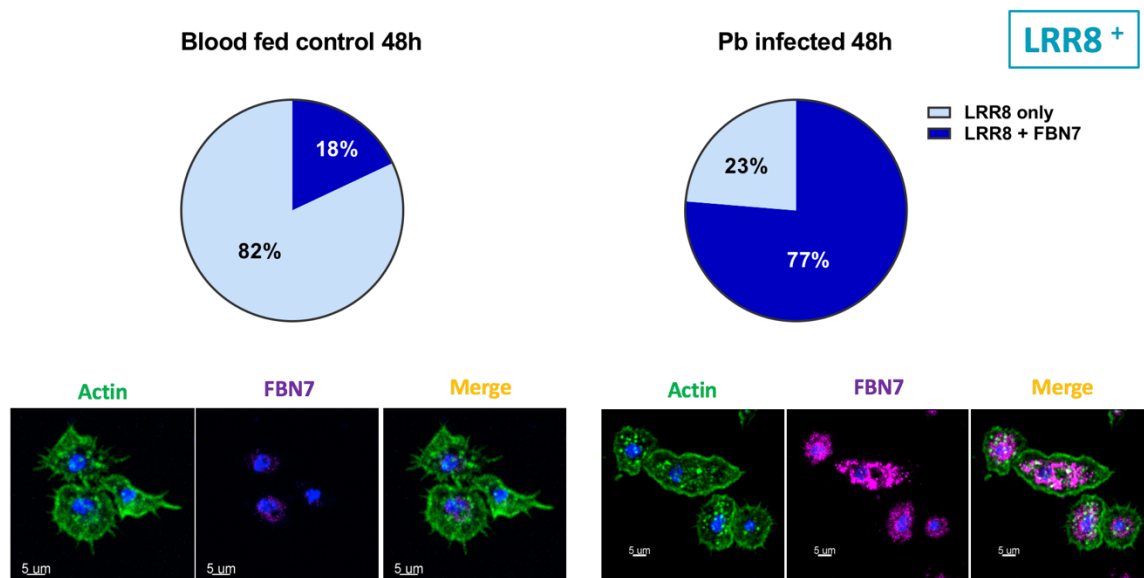 Blood fed control 48h
Pb infected 48h
LRR8 +
18%
82%
23%
77%
LRR8 only
LRR8 + FBN7
Actin
FBN7
Merge
Actin
FBN7
Merge
5 um
5 um
5 um
5 um
5 um
5 um